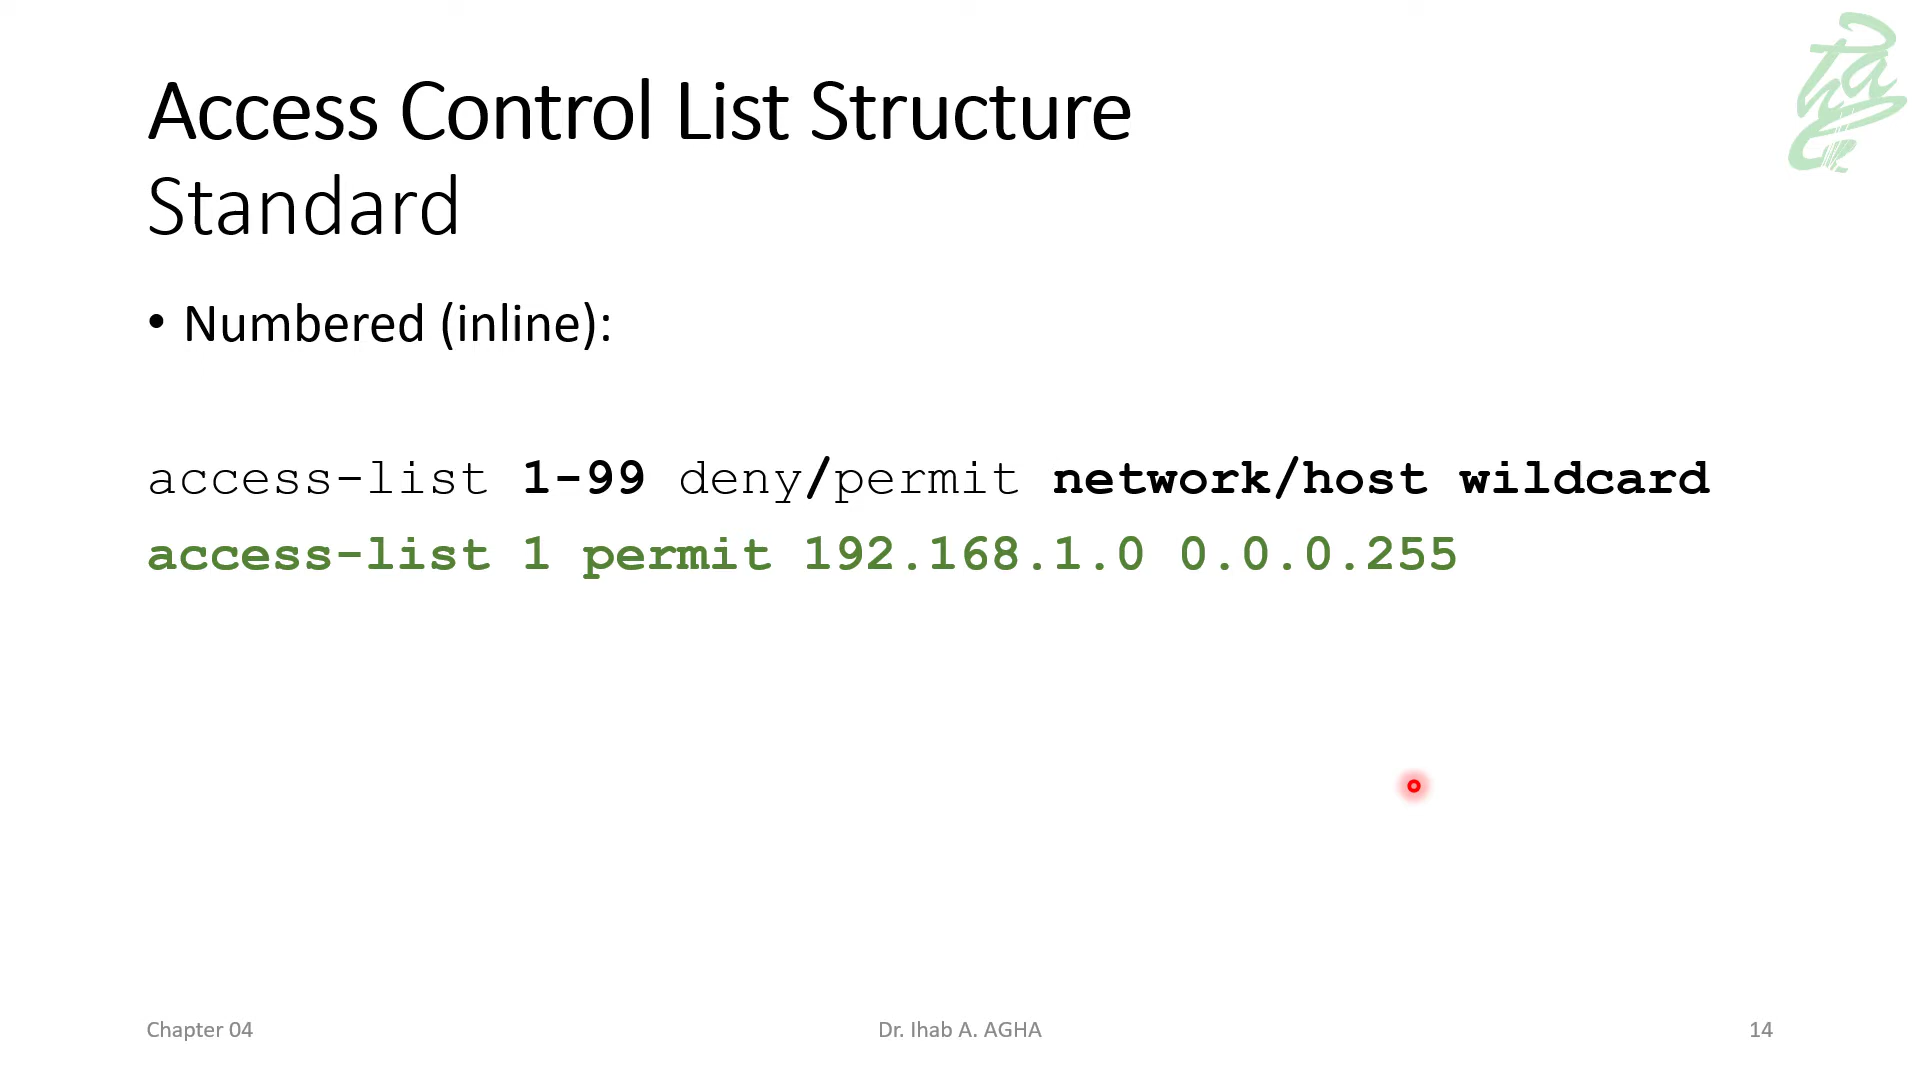 Access Control List Structure
Standard
• Numbered (inline):
access-list 1-99 deny/permit network/host wildcard
access-list 1 permit 192.168.1.0 0.0.0.255
Chapter 04
Dr. Ihab A. AGHA
14